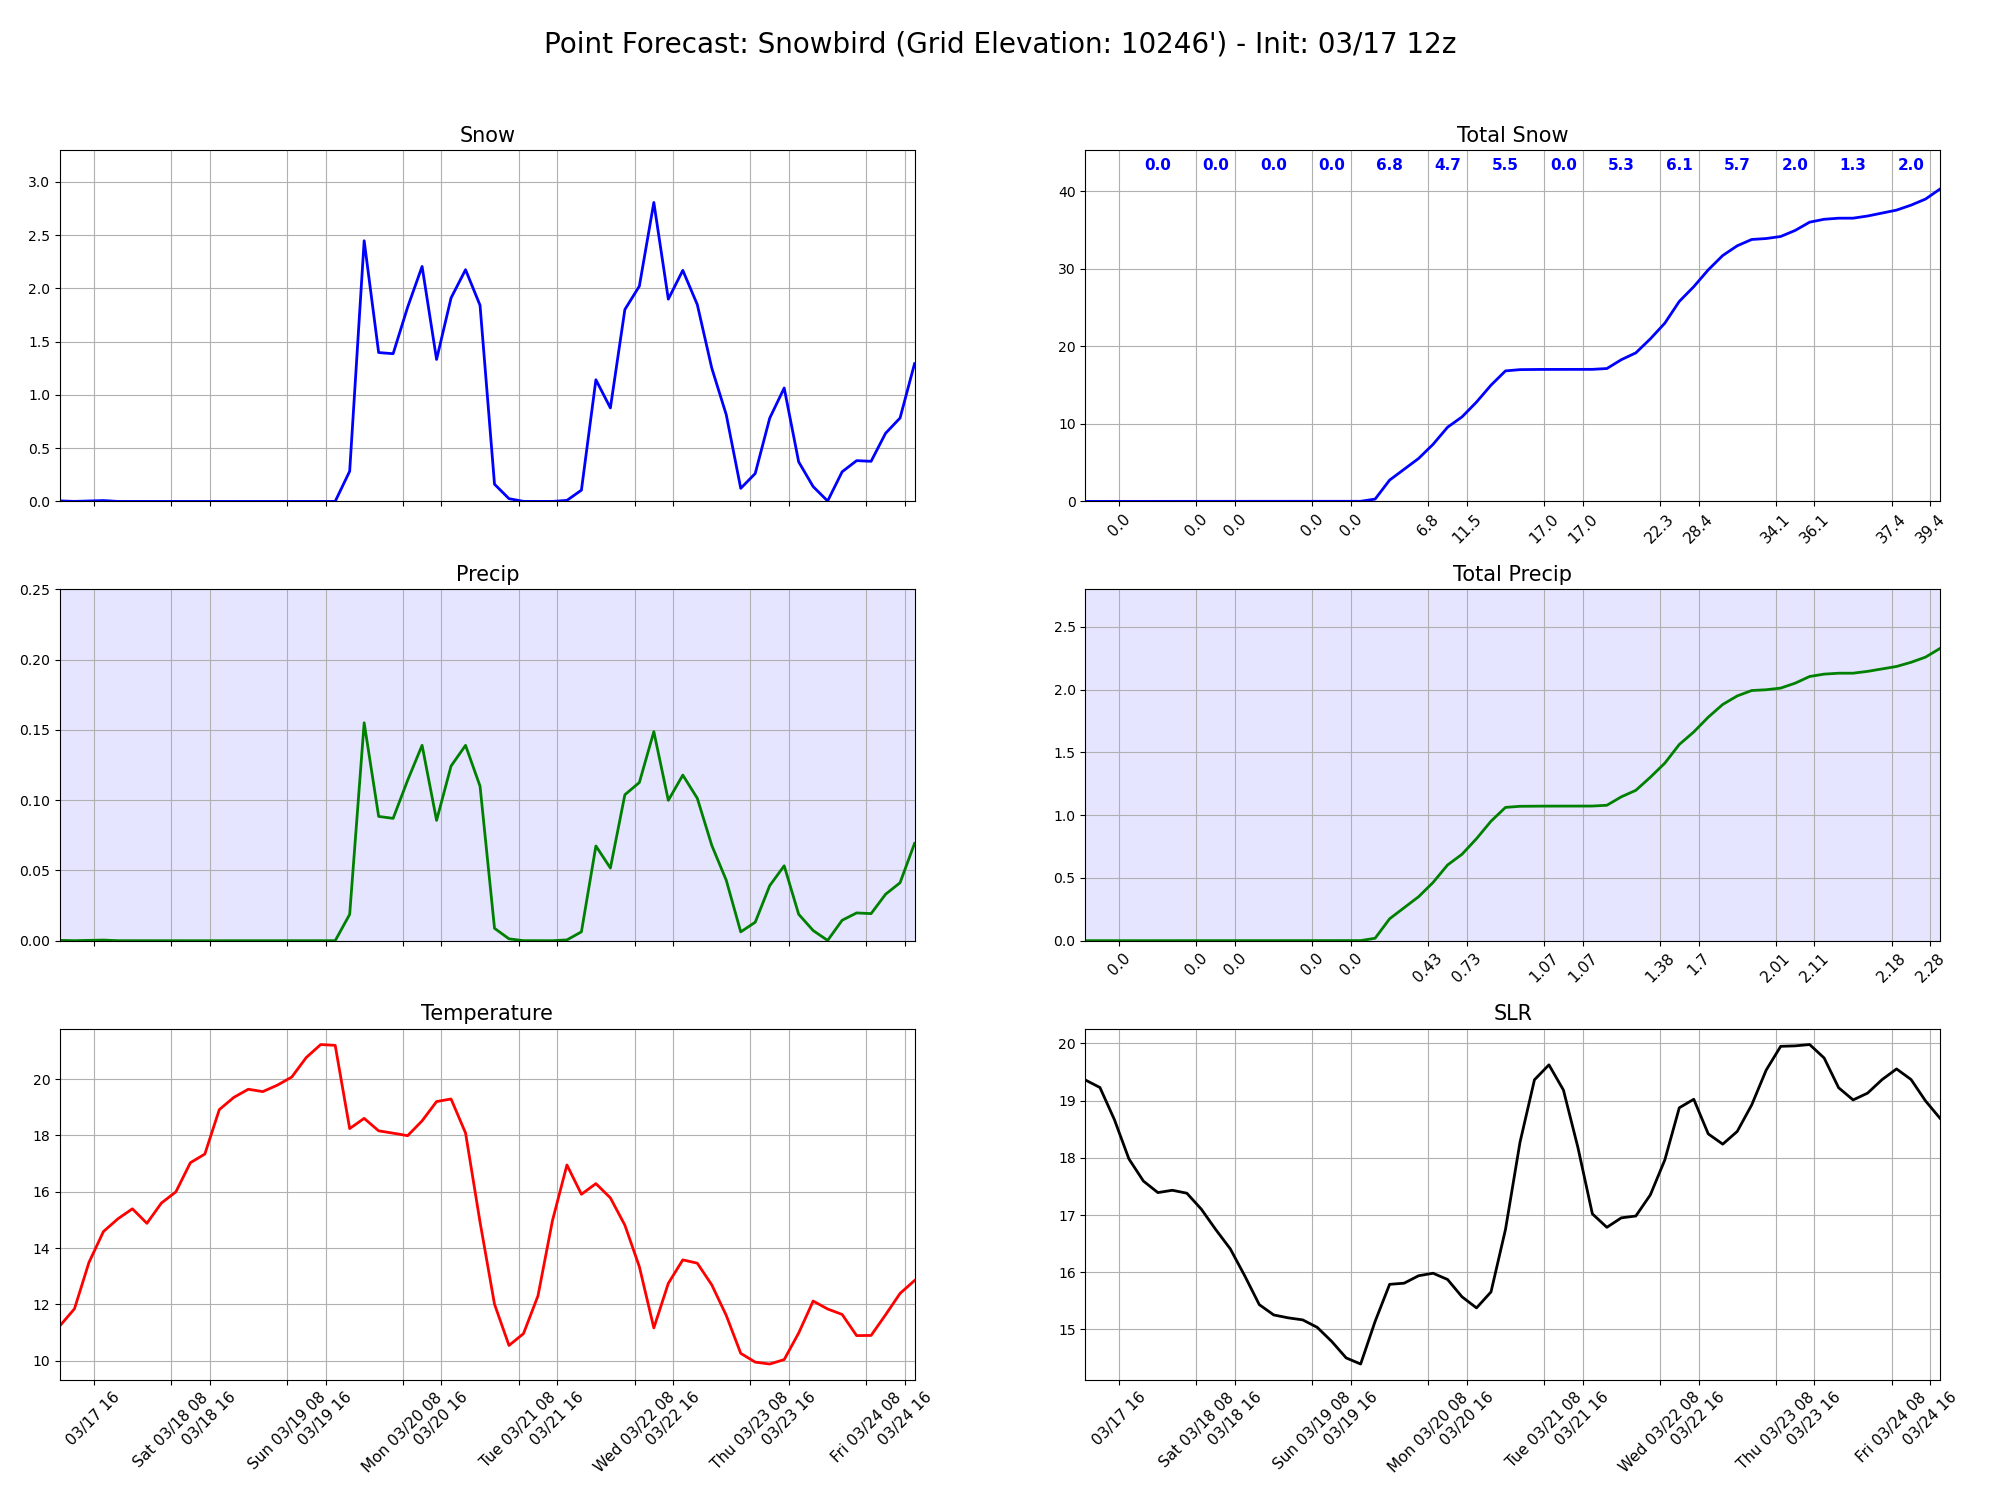 Point Forecast: Snowbird (Grid Elevation: 10246') - Init: 03/17 12z
Snow
3.0
2.5
2.0
1.5
1.0
0.5
0.0
Total Snow
0.0 0.0 0.0 0.0 6.8 4.7 5.5 0.0 5.3 6.1 5.7 2.0 1.3 2.0
40
30
20
10
0
0.0 0.0 0.0 0.0 0.0 6.8 11.5 17.0 17.0 22.3 28.4 34.1 36.1 37.4 39.4
Precip
0.25
0.20
0.15
0.10
0.05
0.00
Total Precip
2.5
2.0
1.5
1.0
0.5
0.0
0.0 0.0 0.0 0.0 0.0 0.43 0.73 1.07 1.07 1.38 1.7 2.01 2.11 2.18 2.28
Temperature
20
18
16
14
12
10
03/17 16
Sat 03/18 08
03/18 16
Sun 03/19 08
03/19 16
Mon 03/20 08
03/20 16
Tue 03/21 08
03/21 16
Wed 03/22 08
03/22 16
Thu 03/23 08
03/23 16
Fri 03/24 08
03/24 16
SLR
20
19
18
17
16
15
03/17 16
Sat 03/18 08
03/18 16
Sun 03/19 08
03/19 16
Mon 03/20 08
03/20 16
Tue 03/21 08
03/21 16
Wed 03/22 08
03/22 16
Thu 03/23 08
03/23 16
Fri 03/24 08
03/24 16